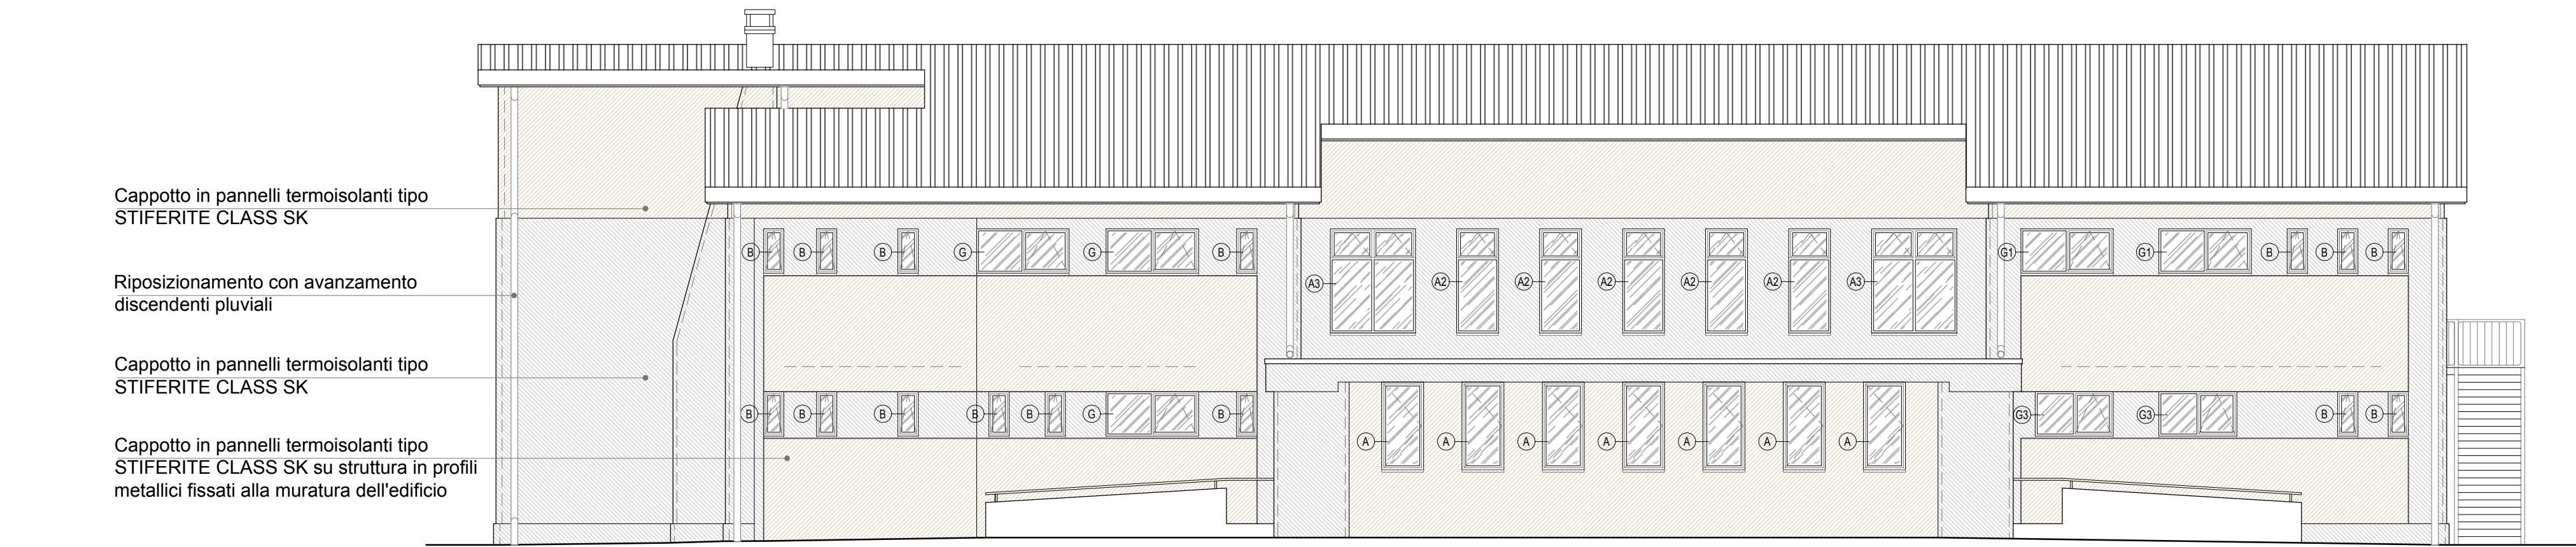 Cappotto in pannelli termoisolanti tipo
STIFERITE CLASS SK
Riposizionamento con avanzamento
discendenti pluviali
Cappotto in pannelli termoisolanti tipo
STIFERITE CLASS SK
Cappotto in pannelli termoisolanti tipo
STIFERITE CLASS SK su struttura in profili
metallici fissati alla muratura dell'edificio
B B B G G B G1 G1 B B B
A3 A2 A2 A2 A2 A2 A3
B B B B B G B G3 G3 B B
A A A A A A A